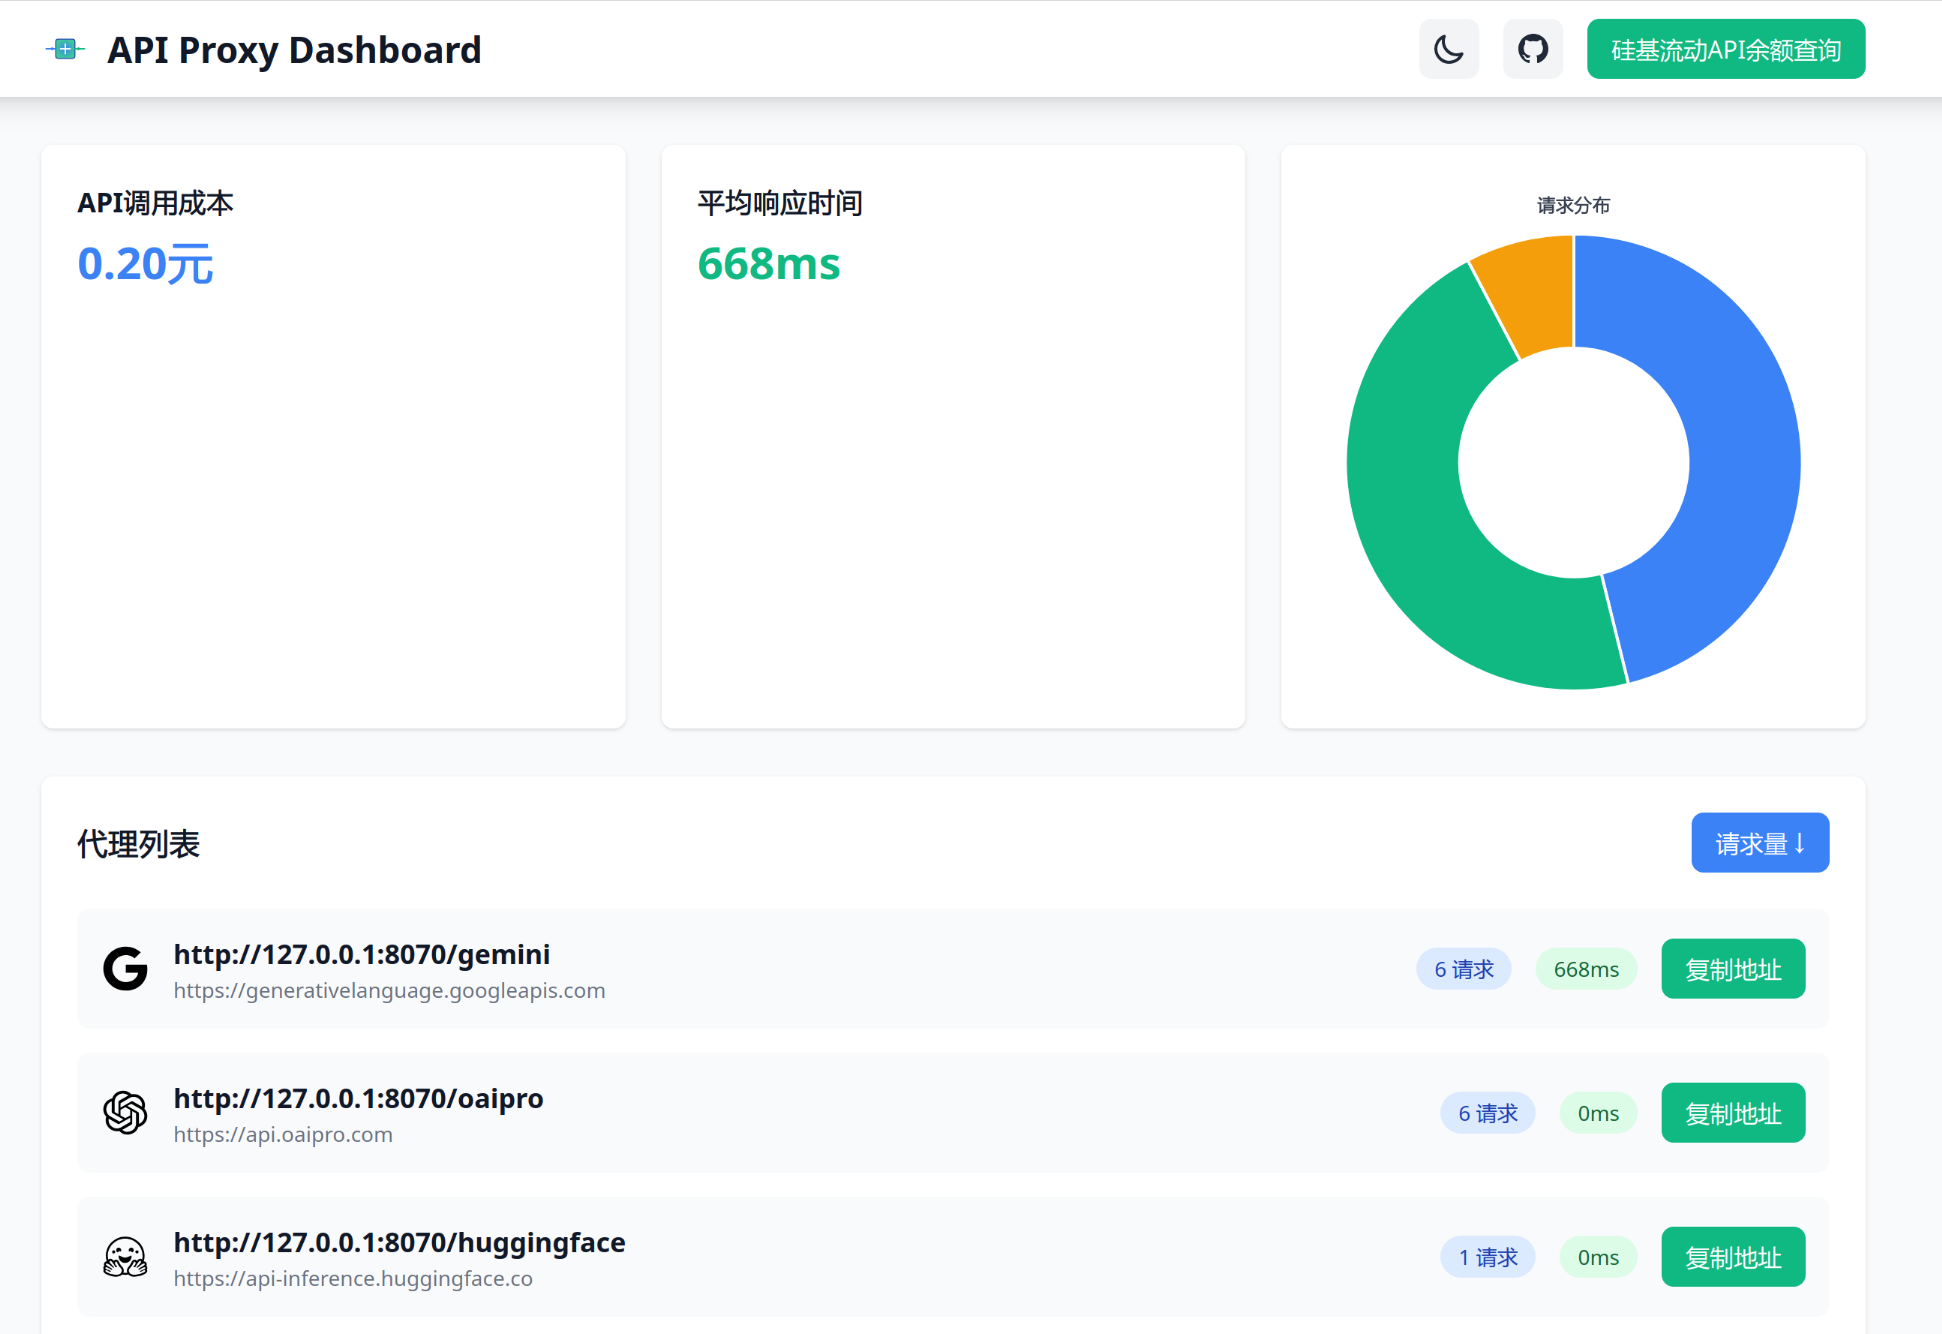 API Proxy Dashboard
硅基流动API余额查询
API调用成本
0.20元
平均响应时间
668ms
请求分布
代理列表
请求量↓
http://127.0.0.1:8070/gemini
https://generativelanguage.googleapis.com
6 请求
668ms
复制地址
http://127.0.0.1:8070/oaipro
https://api.oaipro.com
6 请求
0ms
复制地址
http://127.0.0.1:8070/huggingface
https://api-inference.huggingface.co
1 请求
0ms
复制地址